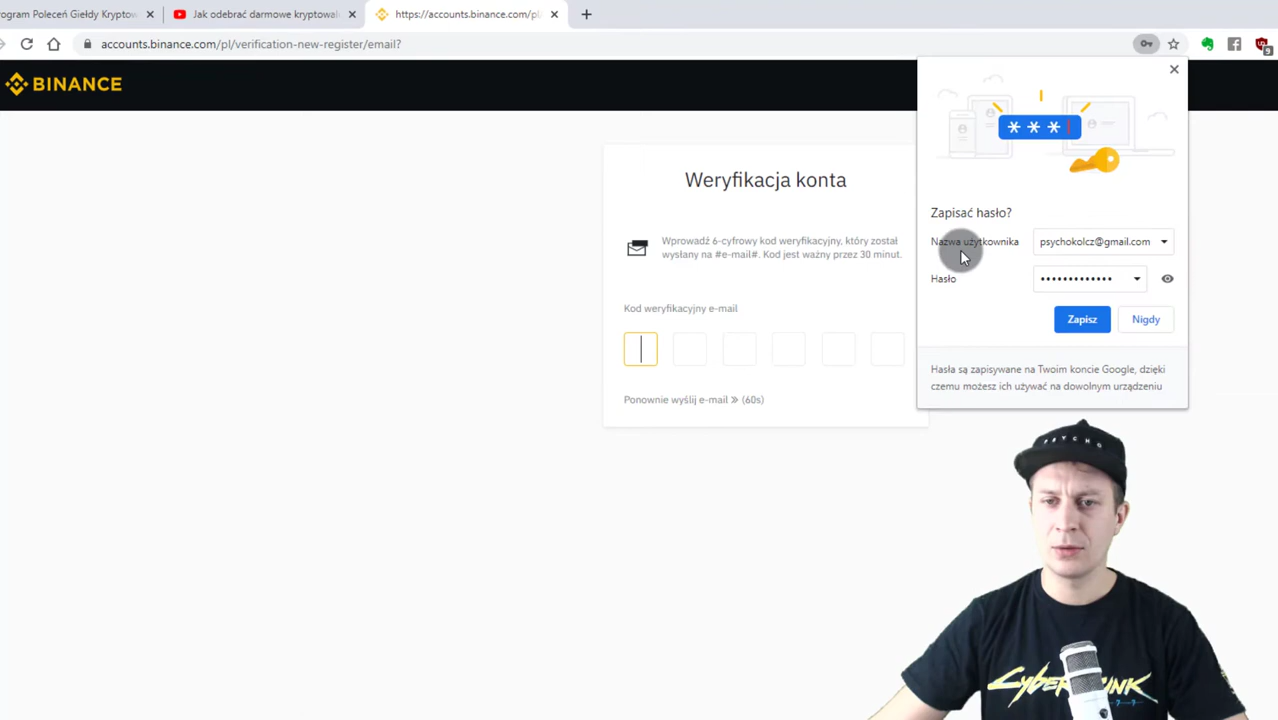 rogram Poleceń Giełdy Kryptow
Jak odebrać darmowe kryptowal
https://accounts.binance.com/pl
accounts.binance.com/pl/verification-new-register/email?
9
BINANCE
Weryfikacja konta
Wprowadź 6-cyfrowy kod weryfikacyjny, który został
wysłany na #e-mail#. Kod jest ważny przez 30 minut.
Kod weryfikacyjny e-mail
Ponownie wyślij e-mail » (60s)
* * *
Zapisać hasło?
Nazwa użytkownika
psychokolcz@gmail.com
Hasło
•••••••••••••
Zapisz
Nigdy
Hasła są zapisywane na Twoim koncie Google, dzięki
czemu możesz ich używać na dowolnym urządzeniu
PSYCHO